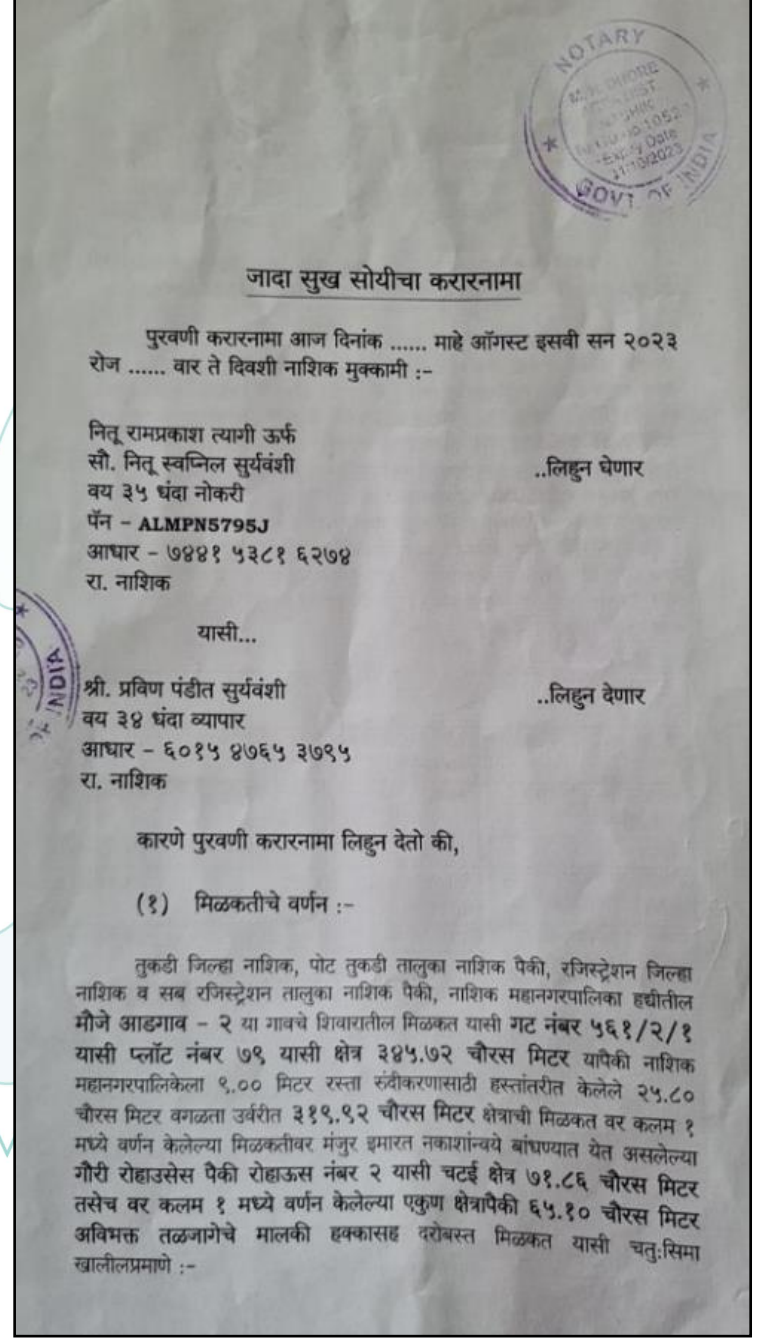 NOTARY
GOVT OF INDIA
जादा सुख सोयीचा करारनामा
पुरवणी करारनामा आज दिनांक ...... माहे ऑगस्ट इसवी सन २०२३
रोज ...... वार ते दिवशी नाशिक मुक्कामी :-
नितू रामप्रकाश त्यागी ऊर्फ
सौ. नितू स्वप्निल सुर्यवंशी ..लिहुन घेणार
वय ३५ धंदा नोकरी
पॅन - ALMPN5795J
आधार - ७४४१ ५३८१ ६२७४
रा. नाशिक
यासी...
INDIA
श्री. प्रविण पंडीत सुर्यवंशी ..लिहुन देणार
वय ३४ धंदा व्यापार
आधार - ६०१५ ४७६५ ३७९५
रा. नाशिक
कारणे पुरवणी करारनामा लिहुन देतो की,
(१) मिळकतीचे वर्णन :-
तुकडी जिल्हा नाशिक, पोट तुकडी तालुका नाशिक पैकी, रजिस्ट्रेशन जिल्हा
नाशिक व सब रजिस्ट्रेशन तालुका नाशिक पैकी, नाशिक महानगरपालिका हद्यीतील
मौजे आडगाव - २ या गावचे शिवारातील मिळकत यासी गट नंबर ५६१/२/१
यासी प्लॉट नंबर ७९ यासी क्षेत्र ३४५.७२ चौरस मिटर यापैकी नाशिक
महानगरपालिकेला ९.०० मिटर रस्ता रुंदीकरणासाठी हस्तांतरीत केलेले २५.८०
चौरस मिटर वगळता उर्वरीत ३१९.९२ चौरस मिटर क्षेत्राची मिळकत वर कलम १
मध्ये वर्णन केलेल्या मिळकतीवर मंजुर इमारत नकाशांन्वये बांधण्यात येत असलेल्या
गौरी रोहाउसेस पैकी रोहाऊस नंबर २ यासी चटई क्षेत्र ७१.८६ चौरस मिटर
तसेच वर कलम १ मध्ये वर्णन केलेल्या एकुण क्षेत्रापैकी ६५.१० चौरस मिटर
अविभक्त तळजागेचे मालकी हक्कासह दरोबस्त मिळकत यासी चतु:सिमा
खालीलप्रमाणे :-